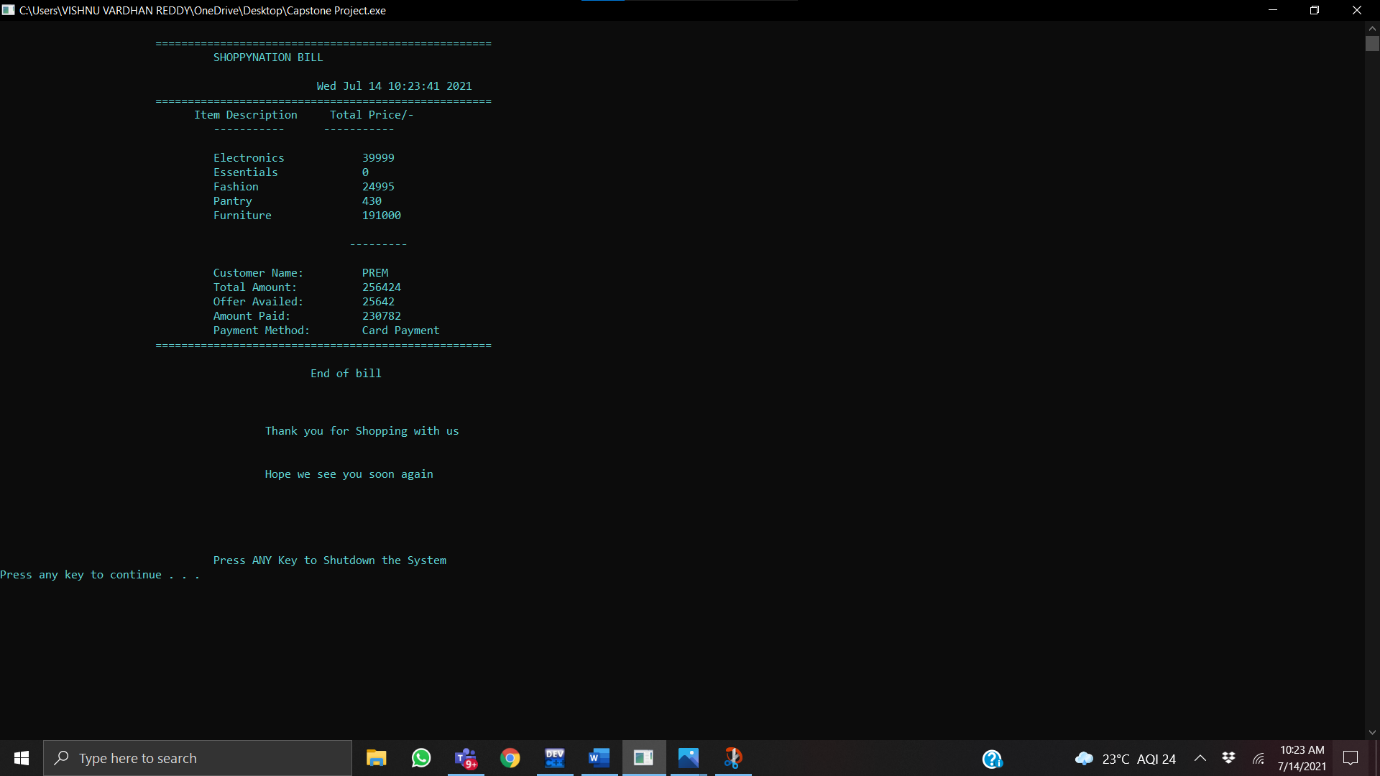 C:\Users\VISHNU VARDHAN REDDY\OneDrive\Desktop\Capstone Project.exe
====================================================
SHOPPYNATION BILL
Wed Jul 14 10:23:41 2021
====================================================
Item Description Total Price/-
----------- -----------
Electronics 39999
Essentials 0
Fashion 24995
Pantry 430
Furniture 191000
---------
Customer Name: PREM
Total Amount: 256424
Offer Availed: 25642
Amount Paid: 230782
Payment Method: Card Payment
====================================================
End of bill
Thank you for Shopping with us
Hope we see you soon again
Press ANY Key to Shutdown the System
Press any key to continue . . .
Type here to search
9+
DEV
C++
W
23°C AQI 24
10:23 AM
7/14/2021